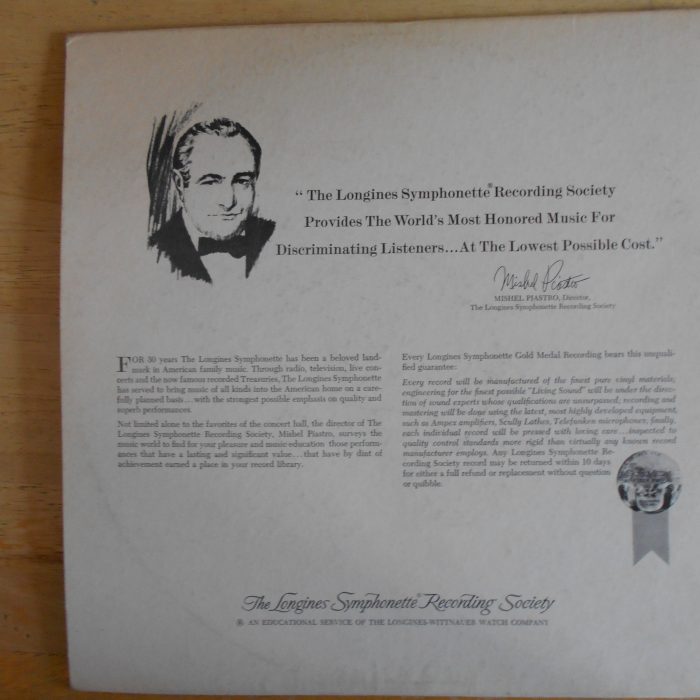 “ The Longines Symphonette® Recording Society
Provides The World's Most Honored Music For
Discriminating Listeners...At The Lowest Possible Cost.”
Mishel Piastro
MISHEL PIASTRO, Director,
The Longines Symphonette Recording Society
FOR 30 years The Longines Symphonette has been a beloved land-
mark in American family music. Through radio, television, live con-
certs and the now famed recorded Treasures, The Longines Symphonette
has served to bring music of all kinds into the American home on a care-
fully planned basis...with the strongest possible emphasis on quality and
superb performances.
Not limited alone to the favorites of the concert hall, the director of The
Longines Symphonette Recording Society, Mishel Piastro, surveys the
music world to find for your pleasure and music-education those perform-
ances that have a lasting and significant value...that have by dint of
achievement earned a place in your record library.
Every Longines Symphonette Gold Medal Recording bears this unquali-
fied guarantee:
Every record will be manufactured of the finest pure vinyl materials;
engineering for the finest possible "Living Sound" will be under the direc-
tion of sound experts whose qualifications are unsurpassed; recording and
mastering will be done using the latest, most highly developed equipment,
such as Ampex amplifiers, Scully Lathes, Telefunken microphones; finally,
each individual record will be pressed with loving care...inspected to
quality control standards more rigid than virtually any known record
manufacturer employs. Any Longines Symphonette Re-
cording Society record may be returned within 10 days
for either a full refund or replacement without question
or quibble.
The Longines Symphonette® Recording Society
® AN EDUCATIONAL SERVICE OF THE LONGINES-WITTNAUER WATCH COMPANY